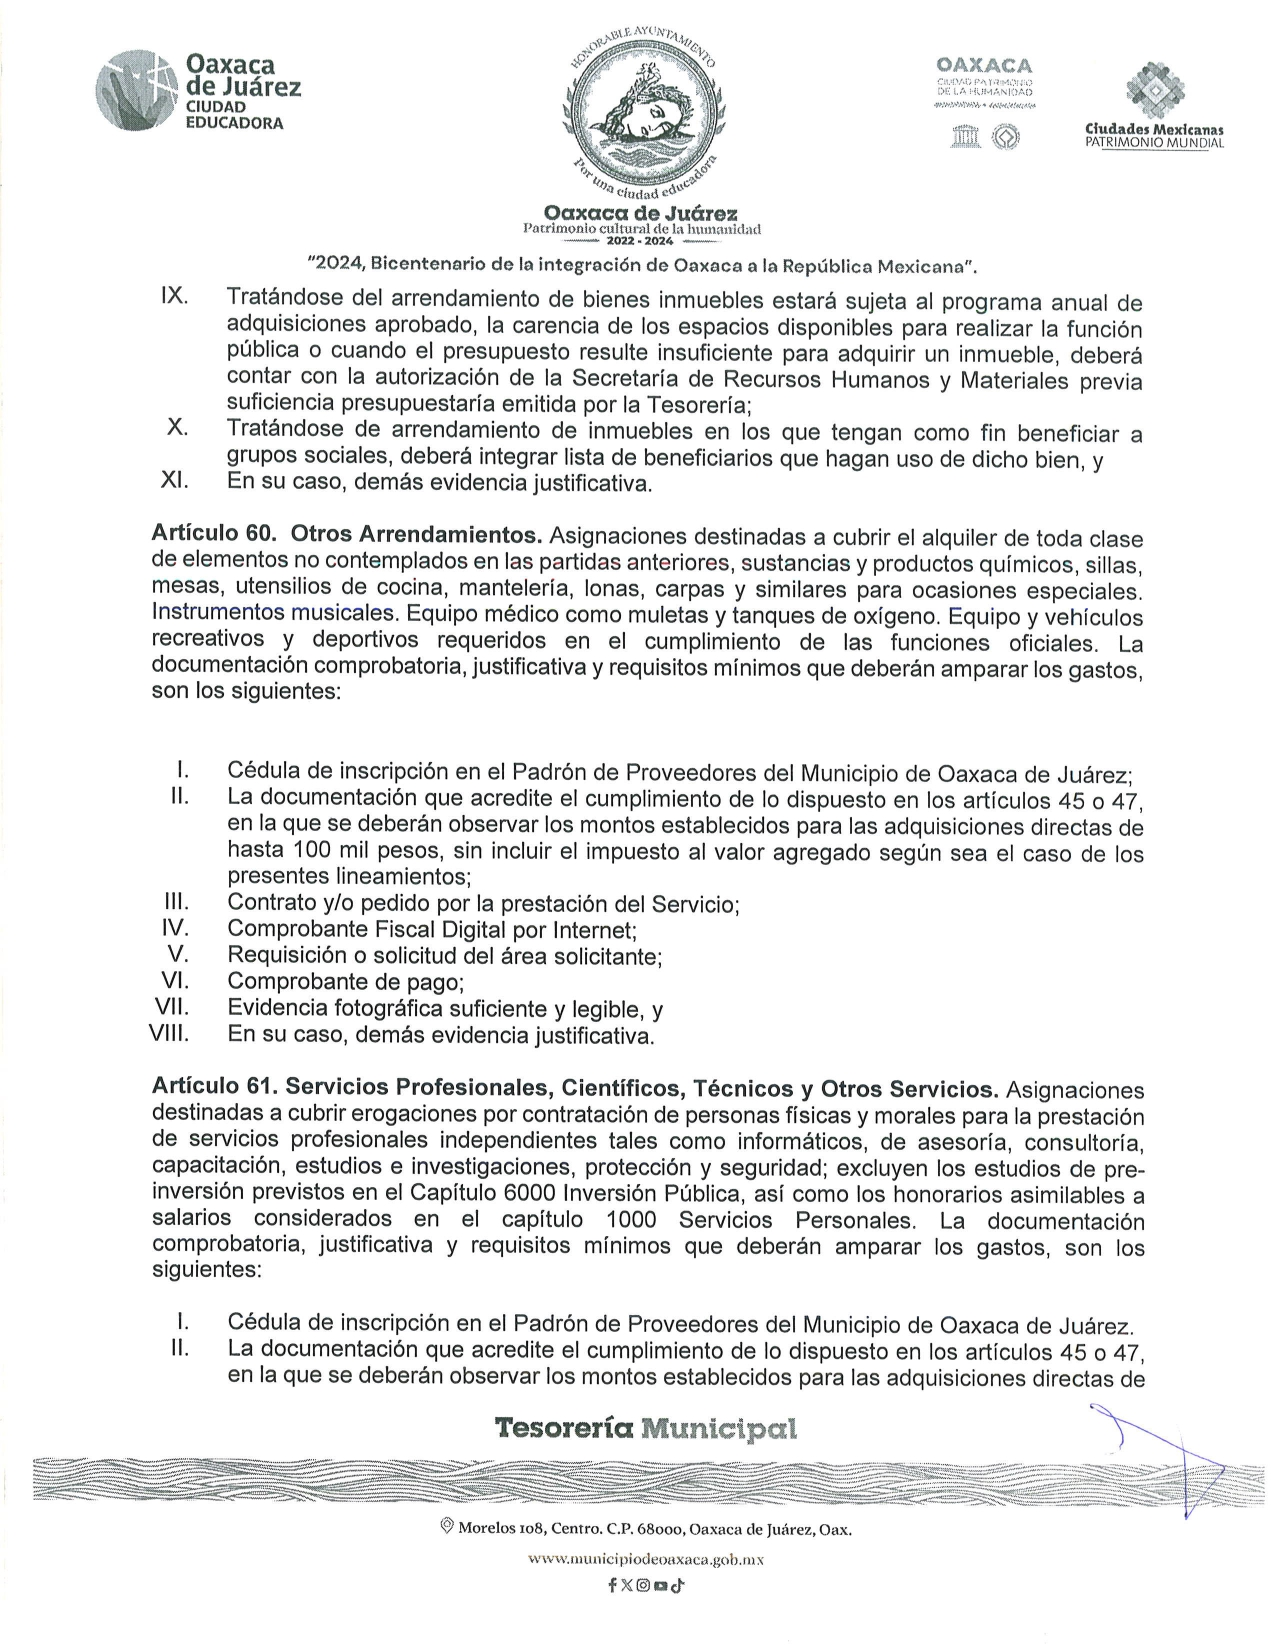 Oaxaca
de Juárez
CIUDAD
EDUCADORA
HONORABLE AYUNTAMIENTO
Por una ciudad educadora
Oaxaca de Juárez
Patrimonio cultural de la humanidad
2022 - 2024
OAXACA
CIUDAD PATRIMONIO
DE LA HUMANIDAD
Ciudades Mexicanas
PATRIMONIO MUNDIAL
"2024, Bicentenario de la integración de Oaxaca a la República Mexicana".
IX. Tratándose del arrendamiento de bienes inmuebles estará sujeta al programa anual de
adquisiciones aprobado, la carencia de los espacios disponibles para realizar la función
pública o cuando el presupuesto resulte insuficiente para adquirir un inmueble, deberá
contar con la autorización de la Secretaría de Recursos Humanos y Materiales previa
suficiencia presupuestaría emitida por la Tesorería;
X. Tratándose de arrendamiento de inmuebles en los que tengan como fin beneficiar a
grupos sociales, deberá integrar lista de beneficiarios que hagan uso de dicho bien, y
XI. En su caso, demás evidencia justificativa.
Artículo 60. Otros Arrendamientos. Asignaciones destinadas a cubrir el alquiler de toda clase
de elementos no contemplados en las partidas anteriores, sustancias y productos químicos, sillas,
mesas, utensilios de cocina, mantelería, lonas, carpas y similares para ocasiones especiales.
Instrumentos musicales. Equipo médico como muletas y tanques de oxígeno. Equipo y vehículos
recreativos y deportivos requeridos en el cumplimiento de las funciones oficiales. La
documentación comprobatoria, justificativa y requisitos mínimos que deberán amparar los gastos,
son los siguientes:
I. Cédula de inscripción en el Padrón de Proveedores del Municipio de Oaxaca de Juárez;
II. La documentación que acredite el cumplimiento de lo dispuesto en los artículos 45 o 47,
en la que se deberán observar los montos establecidos para las adquisiciones directas de
hasta 100 mil pesos, sin incluir el impuesto al valor agregado según sea el caso de los
presentes lineamientos;
III. Contrato y/o pedido por la prestación del Servicio;
IV. Comprobante Fiscal Digital por Internet;
V. Requisición o solicitud del área solicitante;
VI. Comprobante de pago;
VII. Evidencia fotográfica suficiente y legible, y
VIII. En su caso, demás evidencia justificativa.
Artículo 61. Servicios Profesionales, Científicos, Técnicos y Otros Servicios. Asignaciones
destinadas a cubrir erogaciones por contratación de personas físicas y morales para la prestación
de servicios profesionales independientes tales como informáticos, de asesoría, consultoría,
capacitación, estudios e investigaciones, protección y seguridad; excluyen los estudios de pre-
inversión previstos en el Capítulo 6000 Inversión Pública, así como los honorarios asimilables a
salarios considerados en el capítulo 1000 Servicios Personales. La documentación
comprobatoria, justificativa y requisitos mínimos que deberán amparar los gastos, son los
siguientes:
I. Cédula de inscripción en el Padrón de Proveedores del Municipio de Oaxaca de Juárez.
II. La documentación que acredite el cumplimiento de lo dispuesto en los artículos 45 o 47,
en la que se deberán observar los montos establecidos para las adquisiciones directas de
Tesorería Municipal
Morelos 108, Centro. C.P. 68000, Oaxaca de Juárez, Oax.
www.municipiodeoaxaca.gob.mx